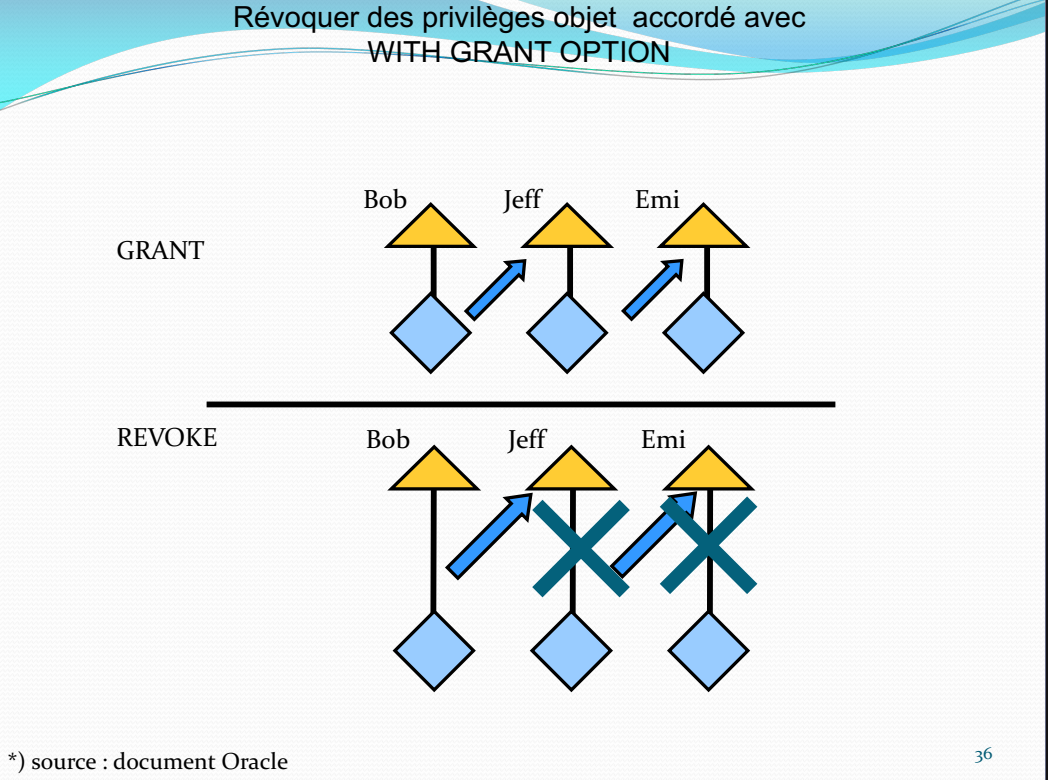 Révoquer des privilèges objet accordé avec
WITH GRANT OPTION
Bob Jeff Emi
GRANT
REVOKE Bob Jeff Emi
*) source : document Oracle
36